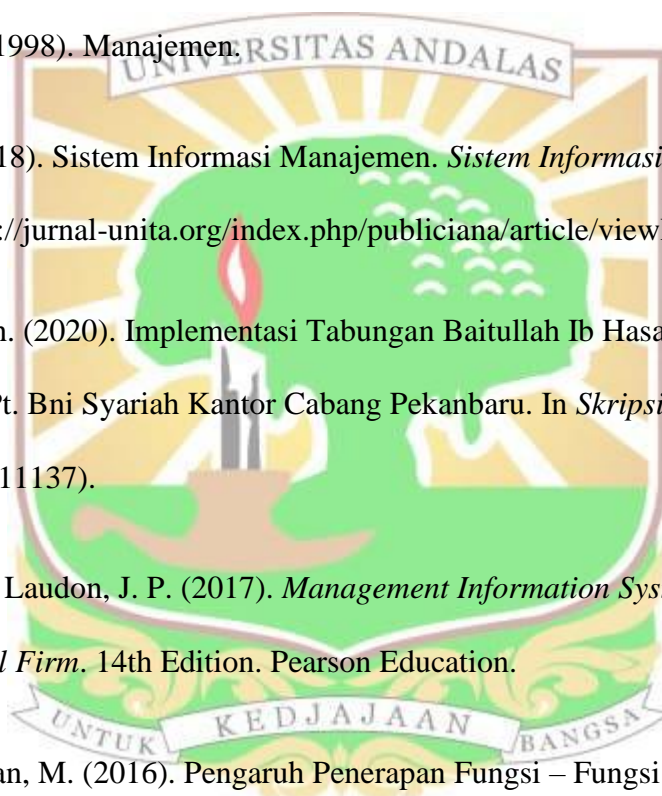 1998). Manajemen.
UNIVERSITAS ANDALAS
18). Sistem Informasi Manajemen. Sistem Informasi
://jurnal-unita.org/index.php/publiciana/article/view
n. (2020). Implementasi Tabungan Baitullah Ib Hasa
Pt. Bni Syariah Kantor Cabang Pekanbaru. In Skripsi
11137).
Laudon, J. P. (2017). Management Information Sys
l Firm. 14th Edition. Pearson Education.
UNTUK KEDJAJAAN BANGSA
an, M. (2016). Pengaruh Penerapan Fungsi – Fungsi